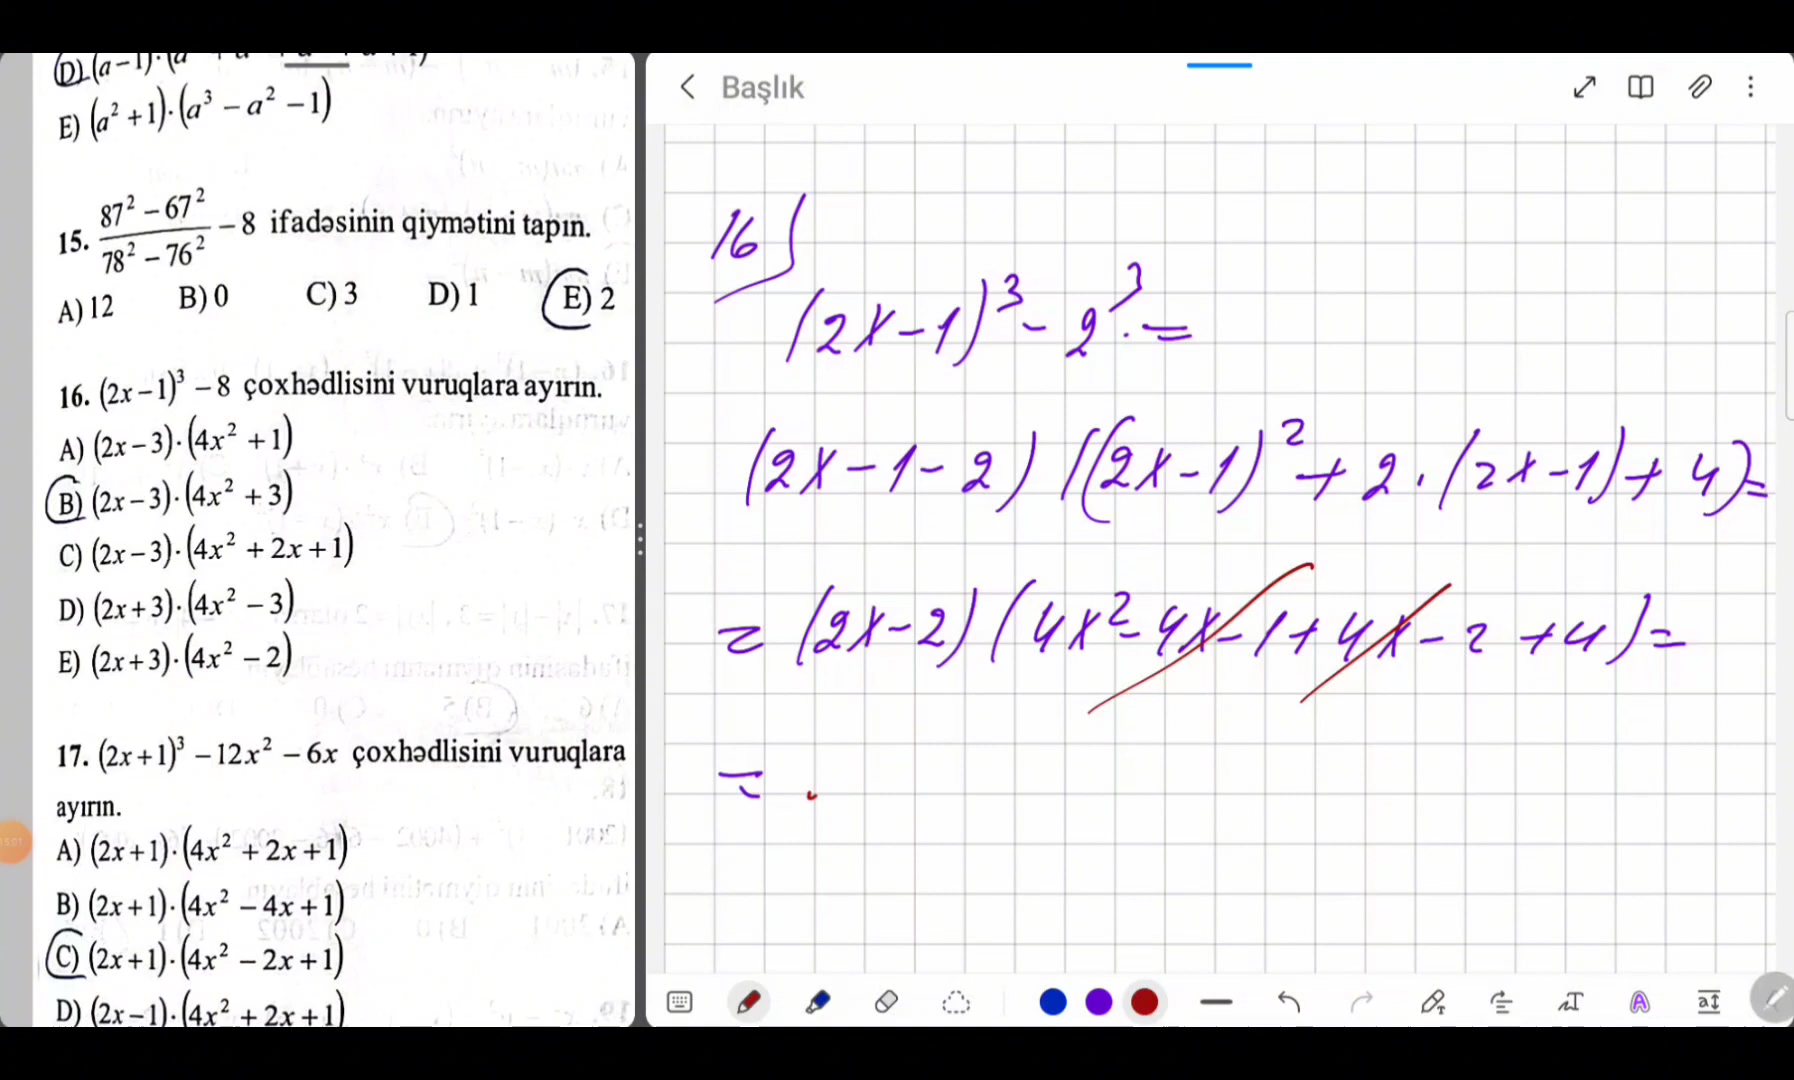 E) (a² + 1)·(a³ − a² − 1)
15. (87² − 67²)/(78² − 76²) − 8 ifadəsinin qiymətini tapın.
A) 12 B) 0 C) 3 D) 1 E) 2
16. (2x − 1)³ − 8 çoxhədlisini vuruqlara ayırın.
A) (2x − 3)·(4x² + 1)
B) (2x − 3)·(4x² + 3)
C) (2x − 3)·(4x² + 2x + 1)
D) (2x + 3)·(4x² − 3)
E) (2x + 3)·(4x² − 2)
17. (2x + 1)³ − 12x² − 6x çoxhədlisini vuruqlara
ayırın.
A) (2x + 1)·(4x² + 2x + 1)
B) (2x + 1)·(4x² − 4x + 1)
C) (2x + 1)·(4x² − 2x + 1)
D) (2x − 1)·(4x² + 2x + 1)
Başlık
16)
(2x − 1)³ − 2³ =
(2x − 1 − 2) ((2x − 1)² + 2 · (2x − 1) + 4) =
= (2x − 2) (4x² − 4x − 1 + 4x − 2 + 4) =
=